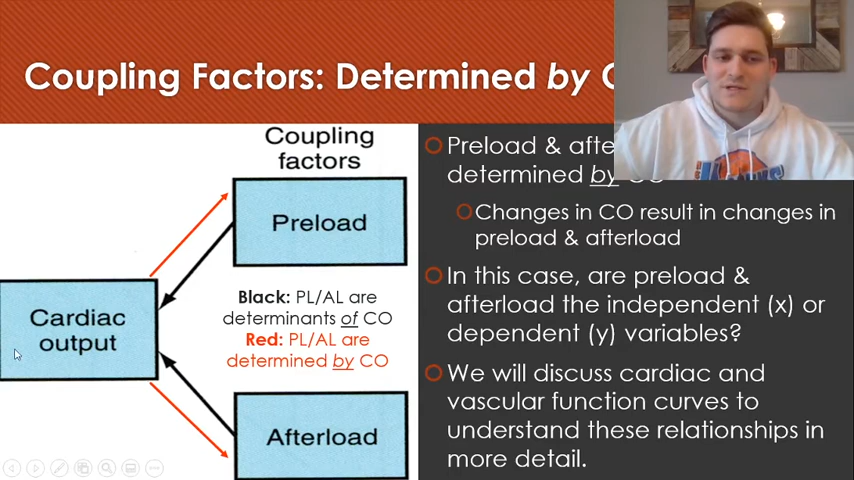 Coupling Factors: Determined by
Coupling
factors
Preload
Cardiac
output
Black: PL/AL are
determinants of CO
Red: PL/AL are
determined by CO
Afterload
Preload &
determined by CO
Changes in CO result in changes in
preload & afterload
In this case, are preload &
afterload the independent (x) or
dependent (y) variables?
We will discuss cardiac and
vascular function curves to
understand these relationships in
more detail.